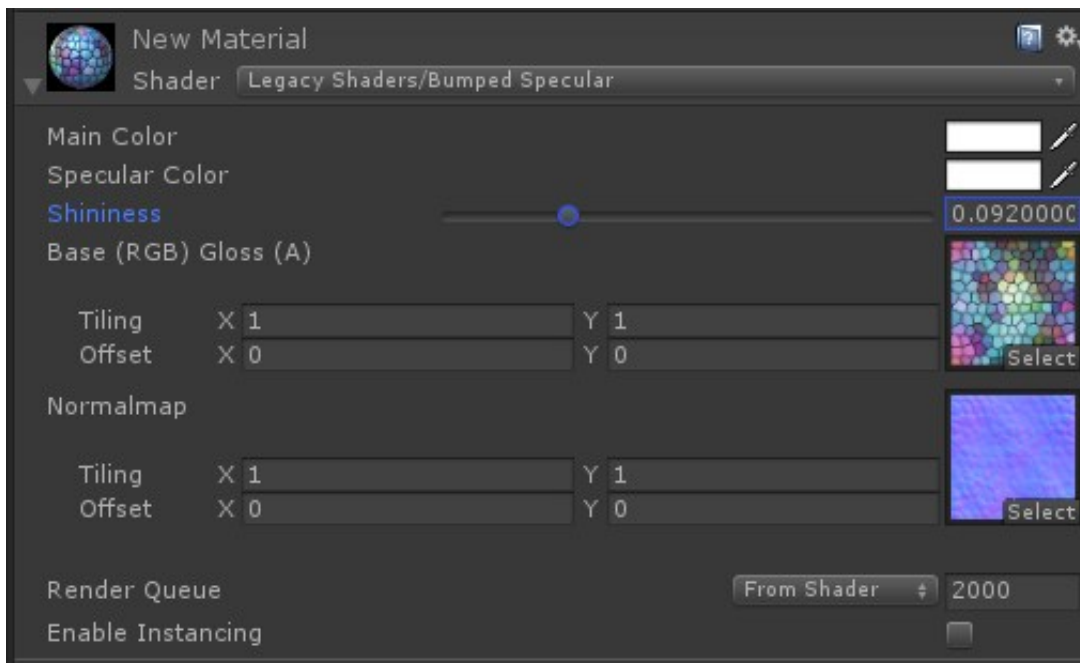 New Material
Shader Legacy Shaders/Bumped Specular
Main Color
Specular Color
Shininess 0.0920000
Base (RGB) Gloss (A)
Tiling X 1 Y 1
Offset X 0 Y 0
Select
Normalmap
Tiling X 1 Y 1
Offset X 0 Y 0
Select
Render Queue From Shader 2000
Enable Instancing